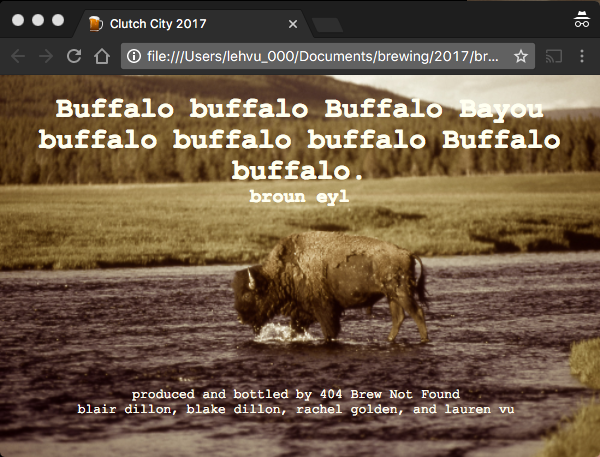 Clutch City 2017
file:///Users/lehvu_000/Documents/brewing/2017/br...
Buffalo buffalo Buffalo Bayou
buffalo buffalo buffalo Buffalo
buffalo.
broun eyl
produced and bottled by 404 Brew Not Found
blair dillon, blake dillon, rachel golden, and lauren vu